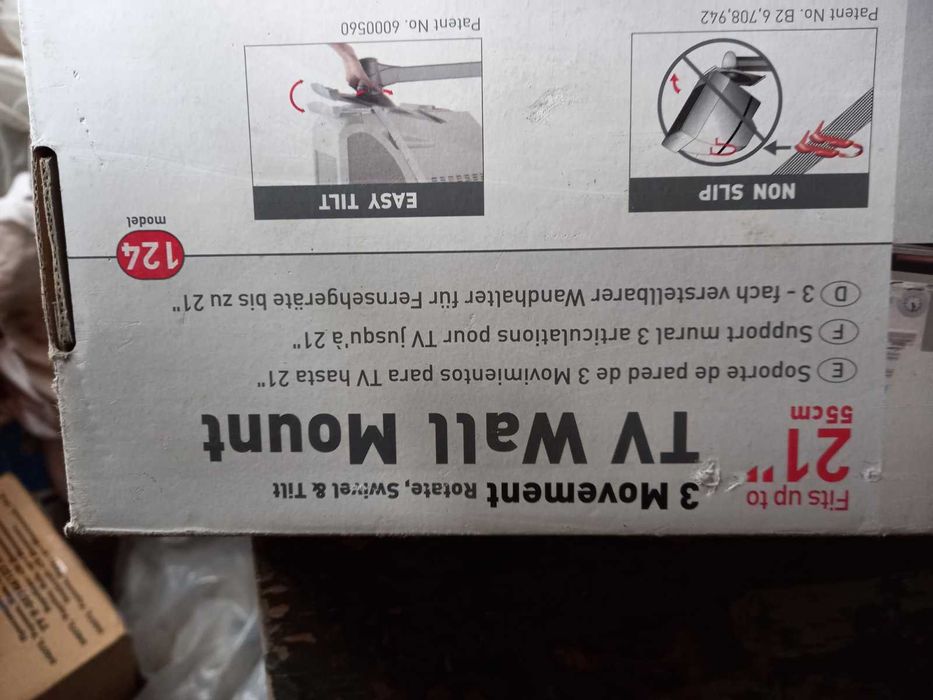 Fits up to
21"
55cm
3 Movement Rotate, Swivel & Tilt
TV Wall Mount
E Soporte de pared de 3 Movimientos para TV hasta 21"
F Support mural 3 articulations pour TV jusqu'à 21"
D 3 - fach verstellbarer Wandhalter für Fernsehgeräte bis zu 21"
124
model
NON SLIP
EASY TILT
Patent No. B2 6,708,942
Patent No. 6000560